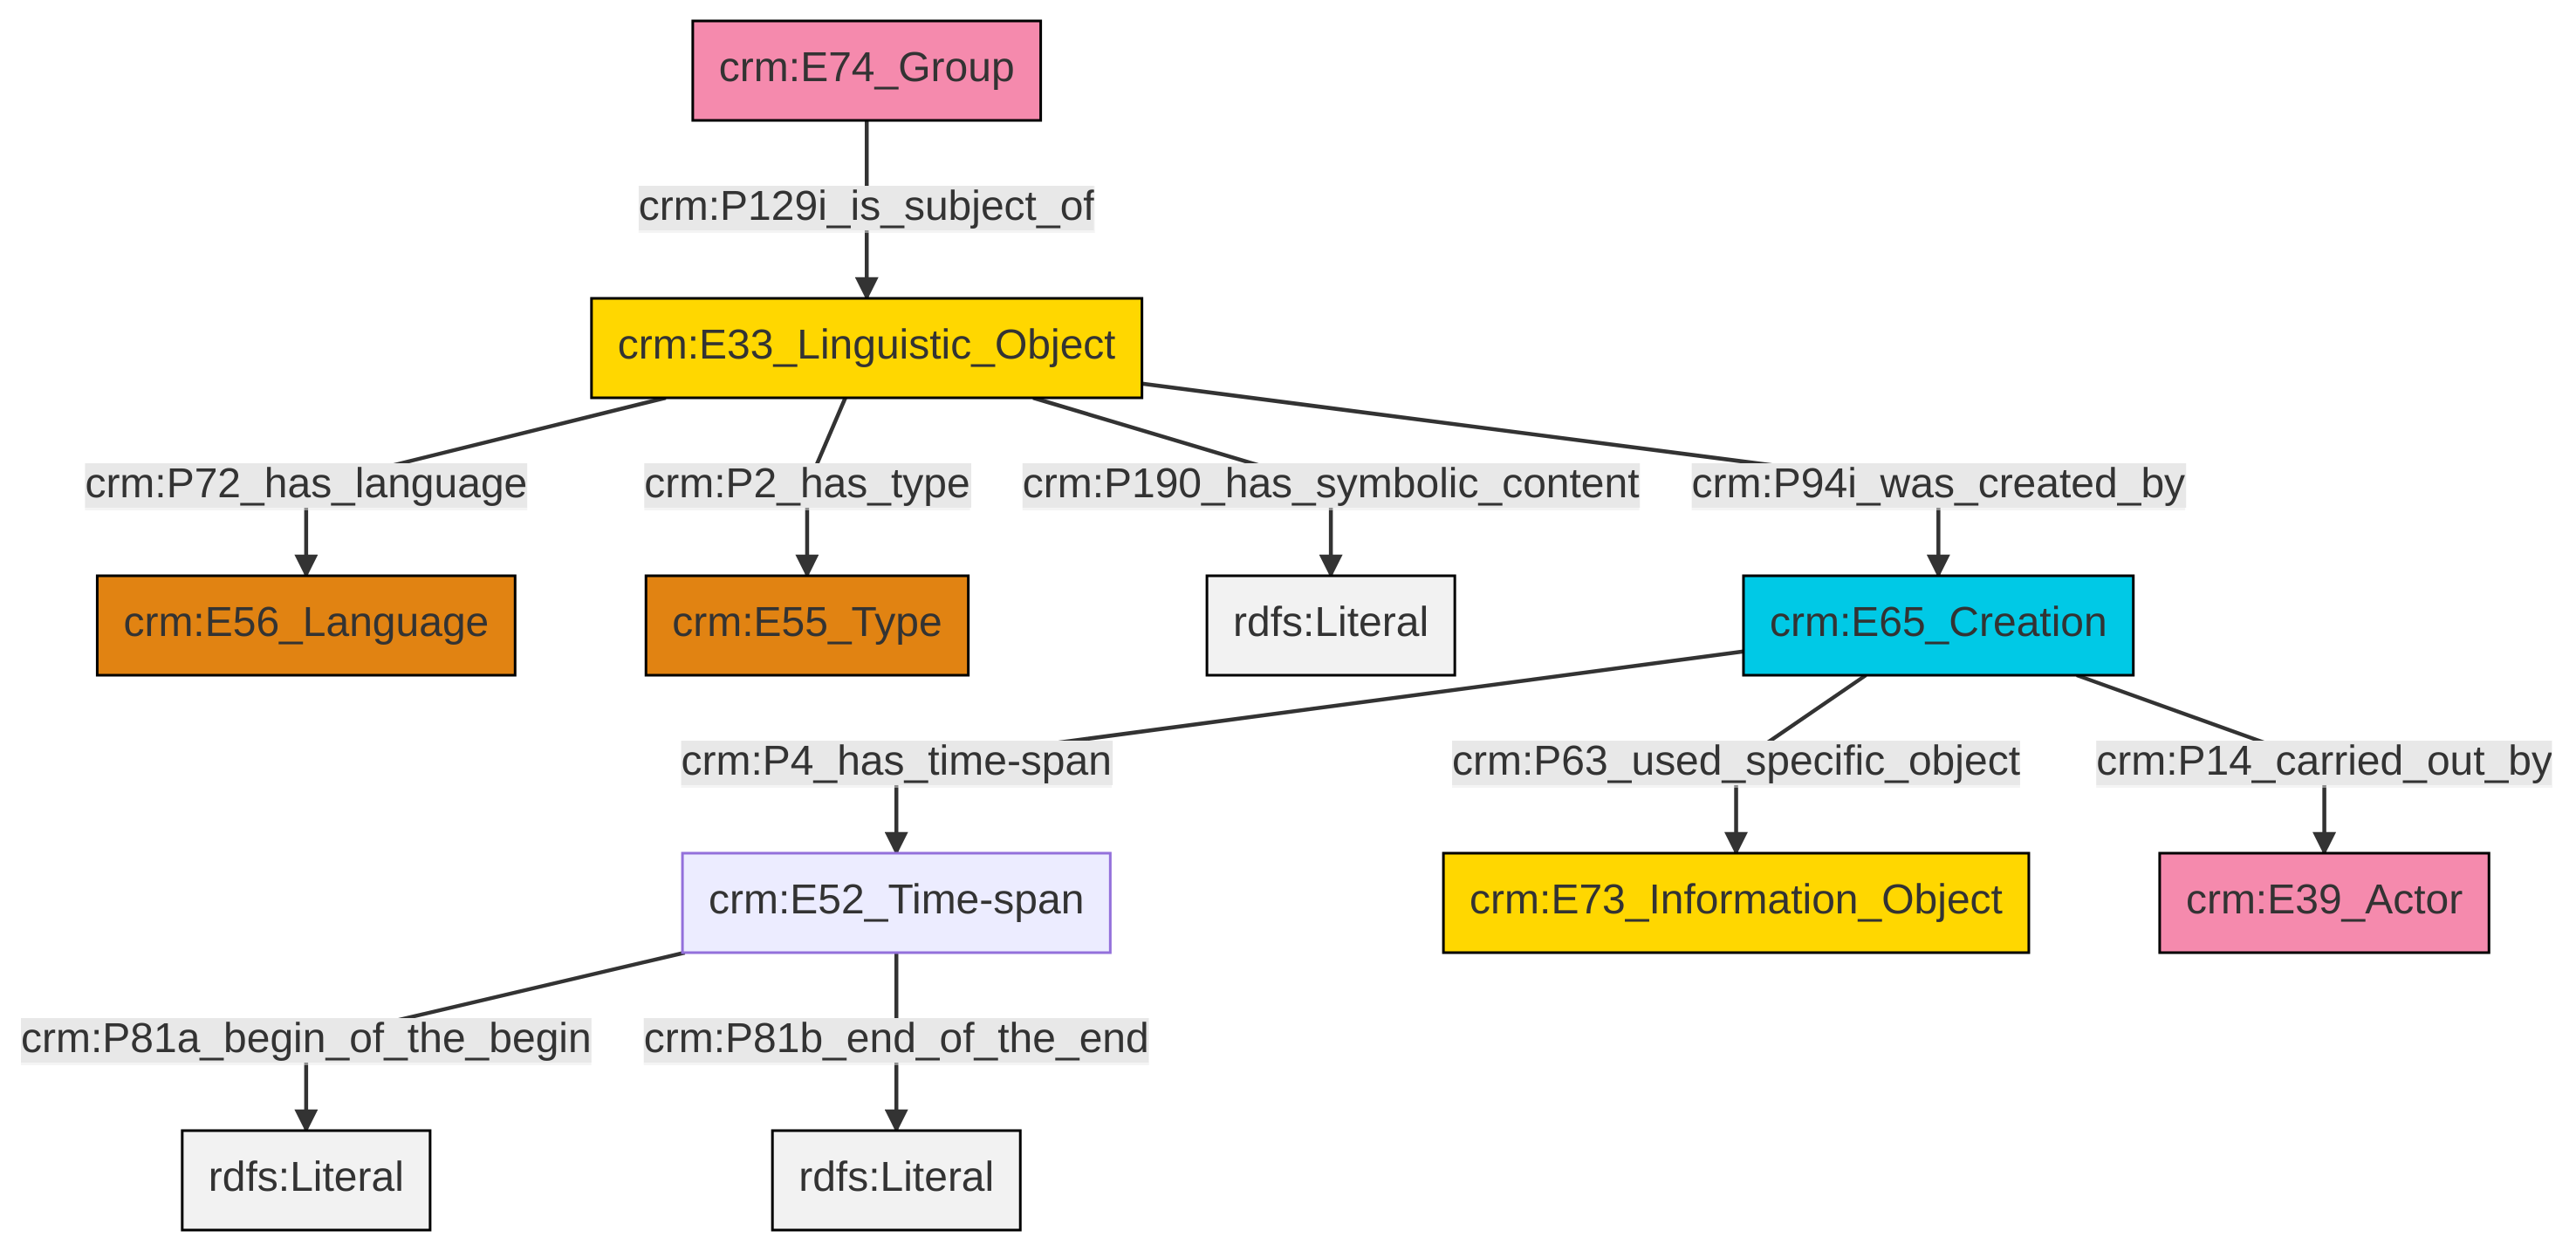 crm:E74_Group
crm:P129i_is_subject_of
crm:E33_Linguistic_Object
crm:P72_has_language
crm:P2_has_type
crm:P190_has_symbolic_content
crm:P94i_was_created_by
crm:E56_Language
crm:E55_Type
rdfs:Literal
crm:E65_Creation
crm:P4_has_time-span
crm:P63_used_specific_object
crm:P14_carried_out_by
crm:E52_Time-span
crm:E73_Information_Object
crm:E39_Actor
crm:P81a_begin_of_the_begin
crm:P81b_end_of_the_end
rdfs:Literal
rdfs:Literal